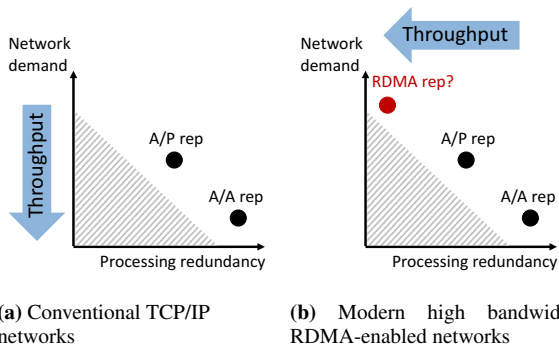 Network
demand
Throughput
A/P rep
A/A rep
Processing redundancy
(a) Conventional TCP/IP
networks
Throughput
Network
demand
RDMA rep?
A/P rep
A/A rep
Processing redundancy
(b) Modern high bandwid
RDMA-enabled networks